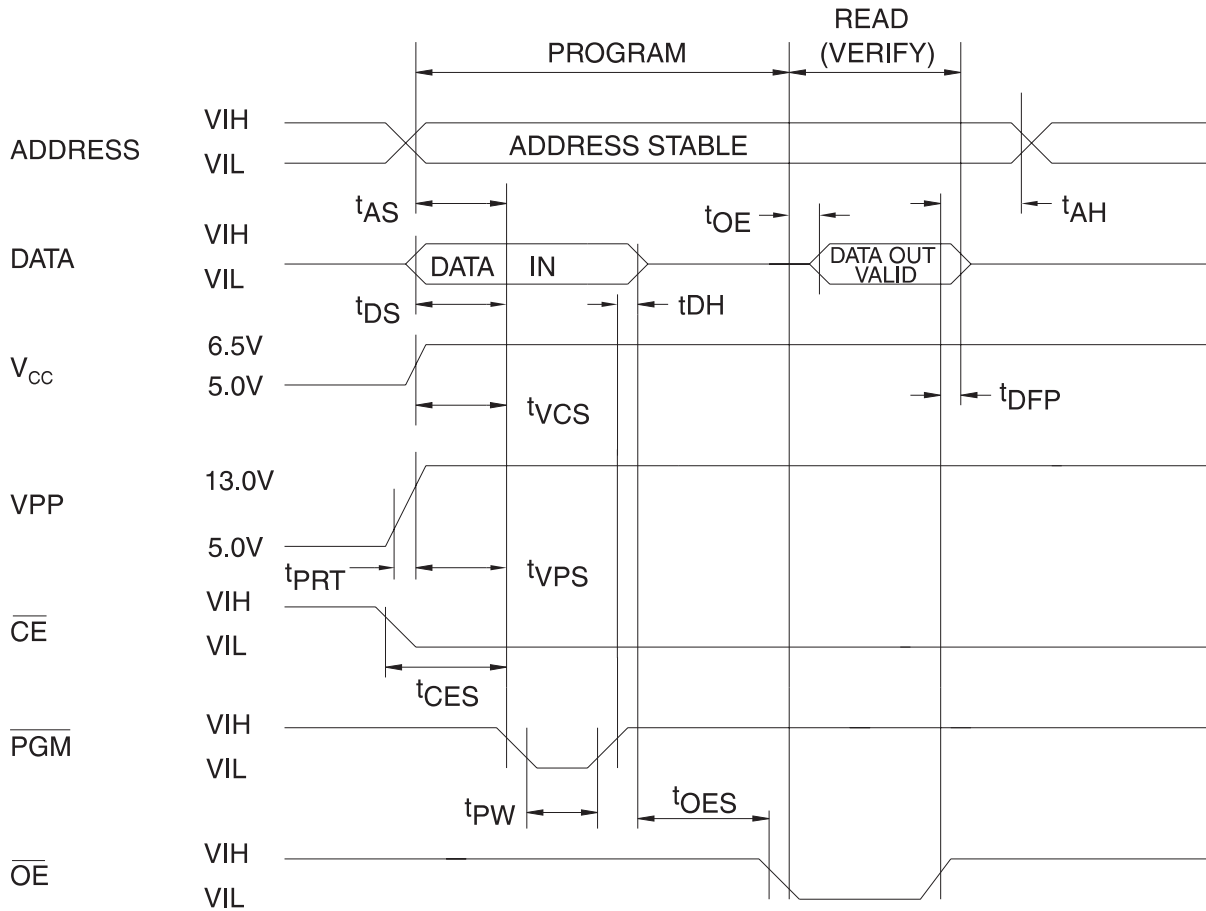 READ
PROGRAM (VERIFY)
ADDRESS VIH VIL ADDRESS STABLE
tAS tOE tAH
DATA VIH VIL DATA IN DATA OUT VALID
tDS tDH
VCC 6.5V 5.0V
tVCS tDFP
VPP 13.0V 5.0V
tPRT tVPS
CE VIH VIL
tCES
PGM VIH VIL
tPW tOES
OE VIH VIL